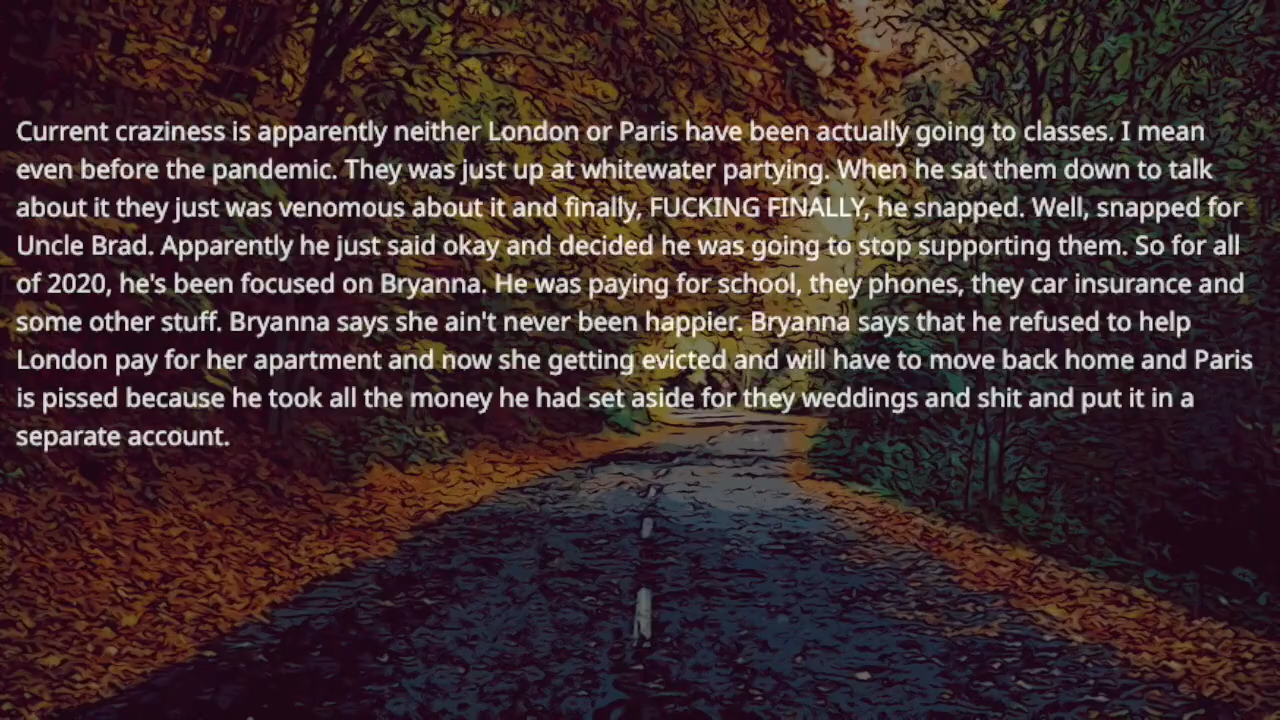 Current craziness is apparently neither London or Paris have been actually going to classes. I mean
even before the pandemic. They was just up at whitewater partying. When he sat them down to talk
about it they just was venomous about it and finally, FUCKING FINALLY, he snapped. Well, snapped for
Uncle Brad. Apparently he just said okay and decided he was going to stop supporting them. So for all
of 2020, he's been focused on Bryanna. He was paying for school, they phones, they car insurance and
some other stuff. Bryanna says she ain't never been happier. Bryanna says that he refused to help
London pay for her apartment and now she getting evicted and will have to move back home and Paris
is pissed because he took all the money he had set aside for they weddings and shit and put it in a
separate account.